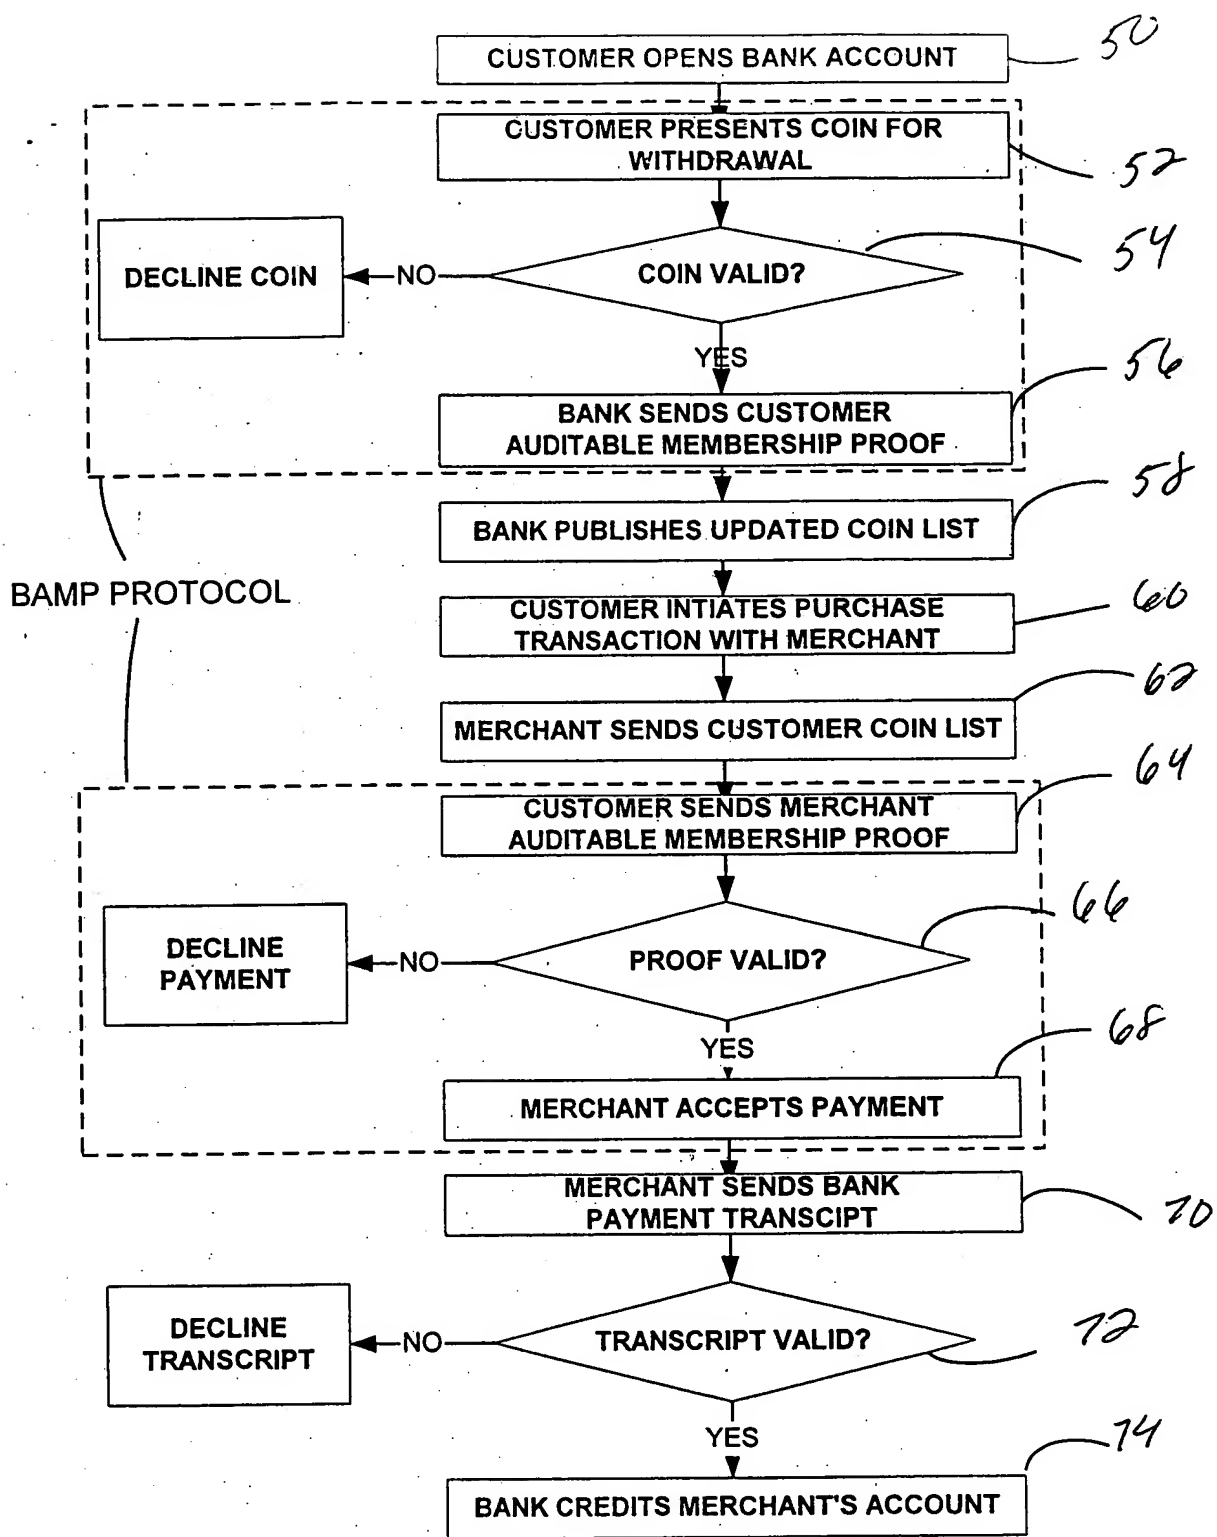 CUSTOMER OPENS BANK ACCOUNT
50
CUSTOMER PRESENTS COIN FOR
WITHDRAWAL
52
COIN VALID?
54
NO
DECLINE COIN
YES
BANK SENDS CUSTOMER
AUDITABLE MEMBERSHIP PROOF
56
BANK PUBLISHES UPDATED COIN LIST
58
BAMP PROTOCOL
CUSTOMER INTIATES PURCHASE
TRANSACTION WITH MERCHANT
60
MERCHANT SENDS CUSTOMER COIN LIST
62
CUSTOMER SENDS MERCHANT
AUDITABLE MEMBERSHIP PROOF
64
PROOF VALID?
66
NO
DECLINE
PAYMENT
YES
MERCHANT ACCEPTS PAYMENT
68
MERCHANT SENDS BANK
PAYMENT TRANSCIPT
70
TRANSCRIPT VALID?
72
NO
DECLINE
TRANSCRIPT
YES
BANK CREDITS MERCHANT'S ACCOUNT
74